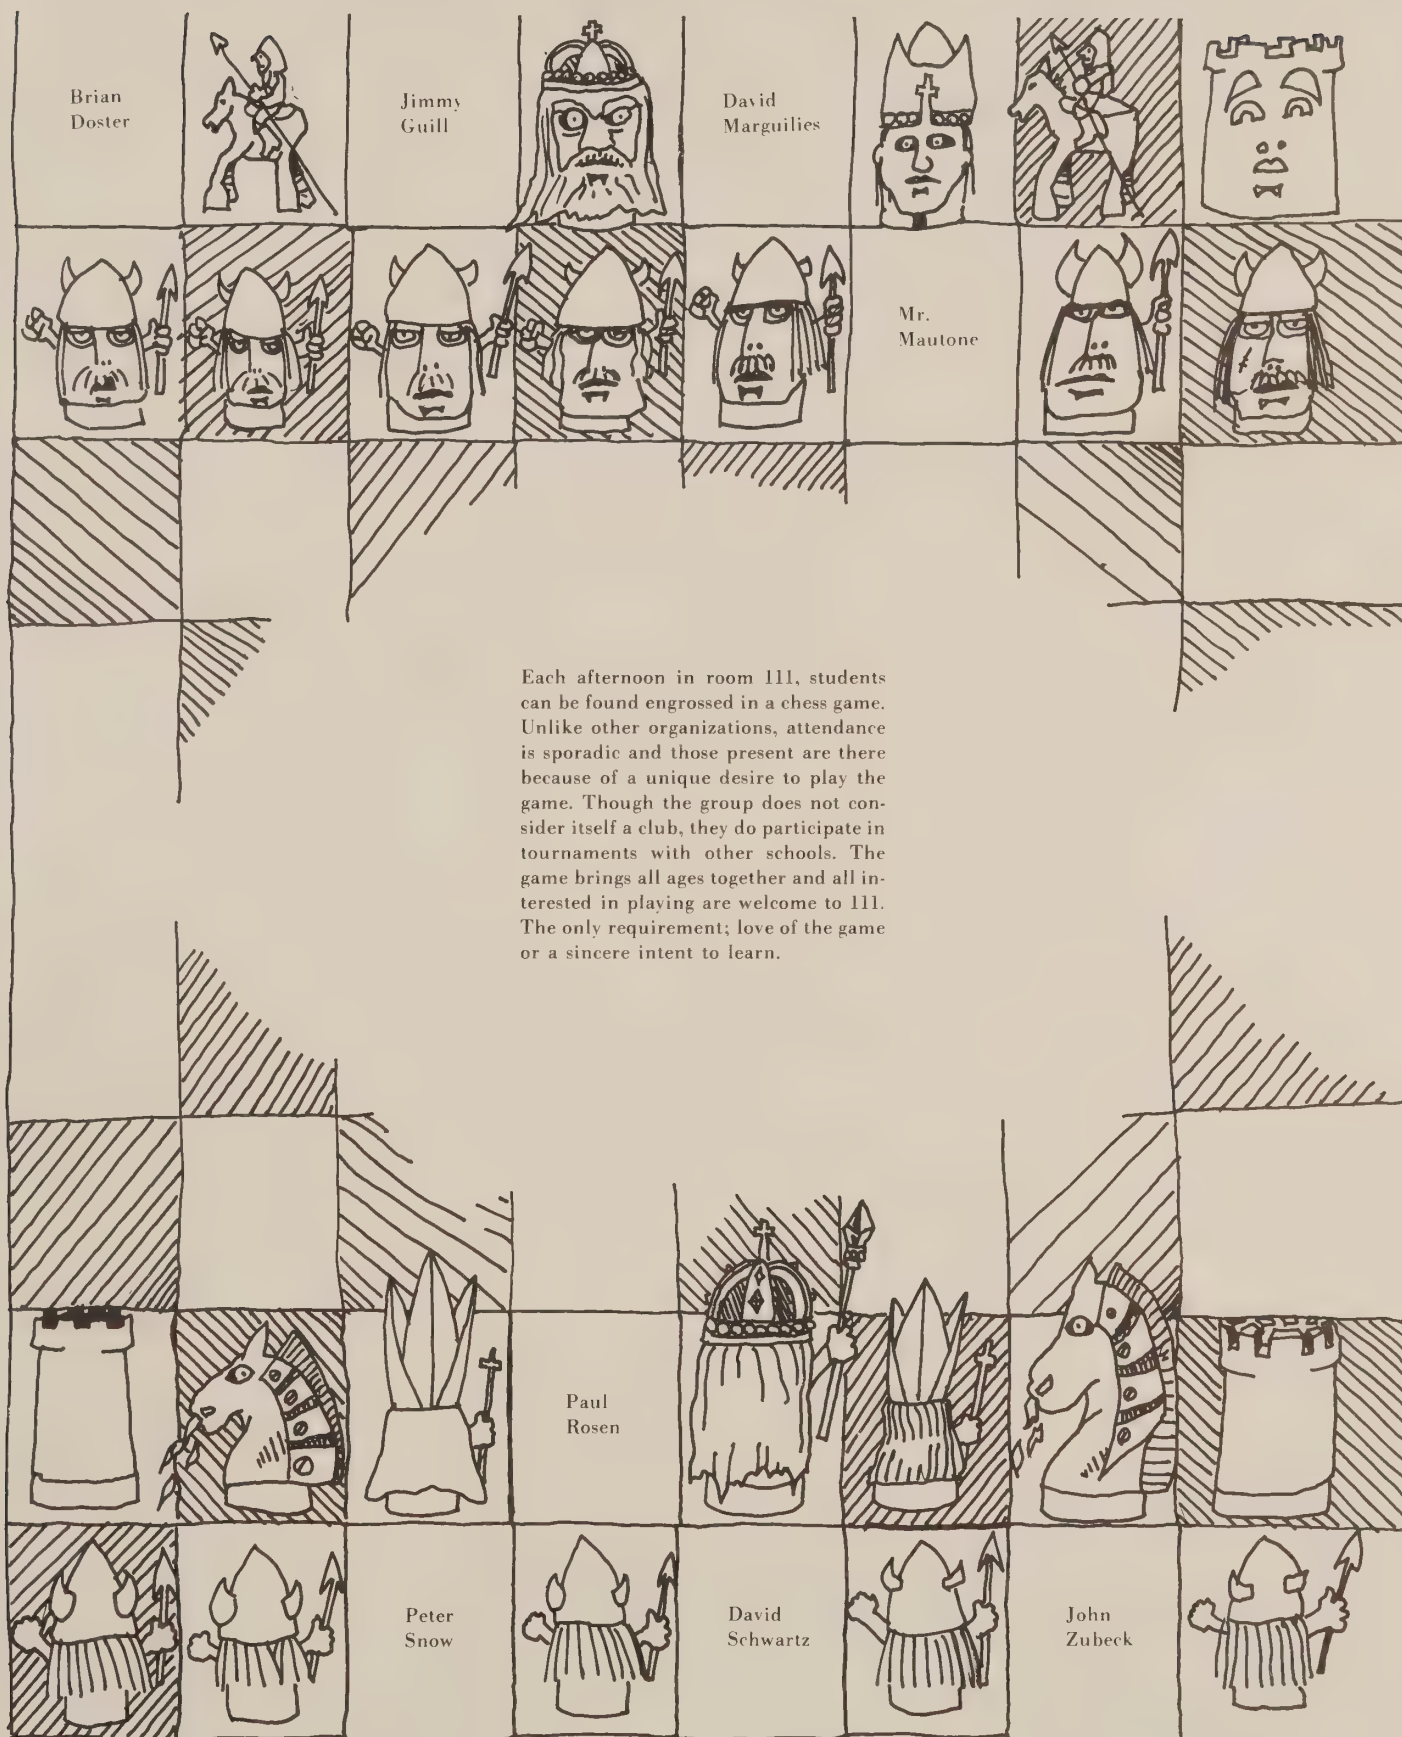 Brian
Doster
Jimmy
Guill
David
Marguilies
Mr.
Mautone
Each afternoon in room 111, students
can be found engrossed in a chess game.
Unlike other organizations, attendance
is sporadic and those present are there
because of a unique desire to play the
game. Though the group does not con-
sider itself a club, they do participate in
tournaments with other schools. The
game brings all ages together and all in-
terested in playing are welcome to 111.
The only requirement; love of the game
or a sincere intent to learn.
Paul
Rosen
Peter
Snow
David
Schwartz
John
Zubeck